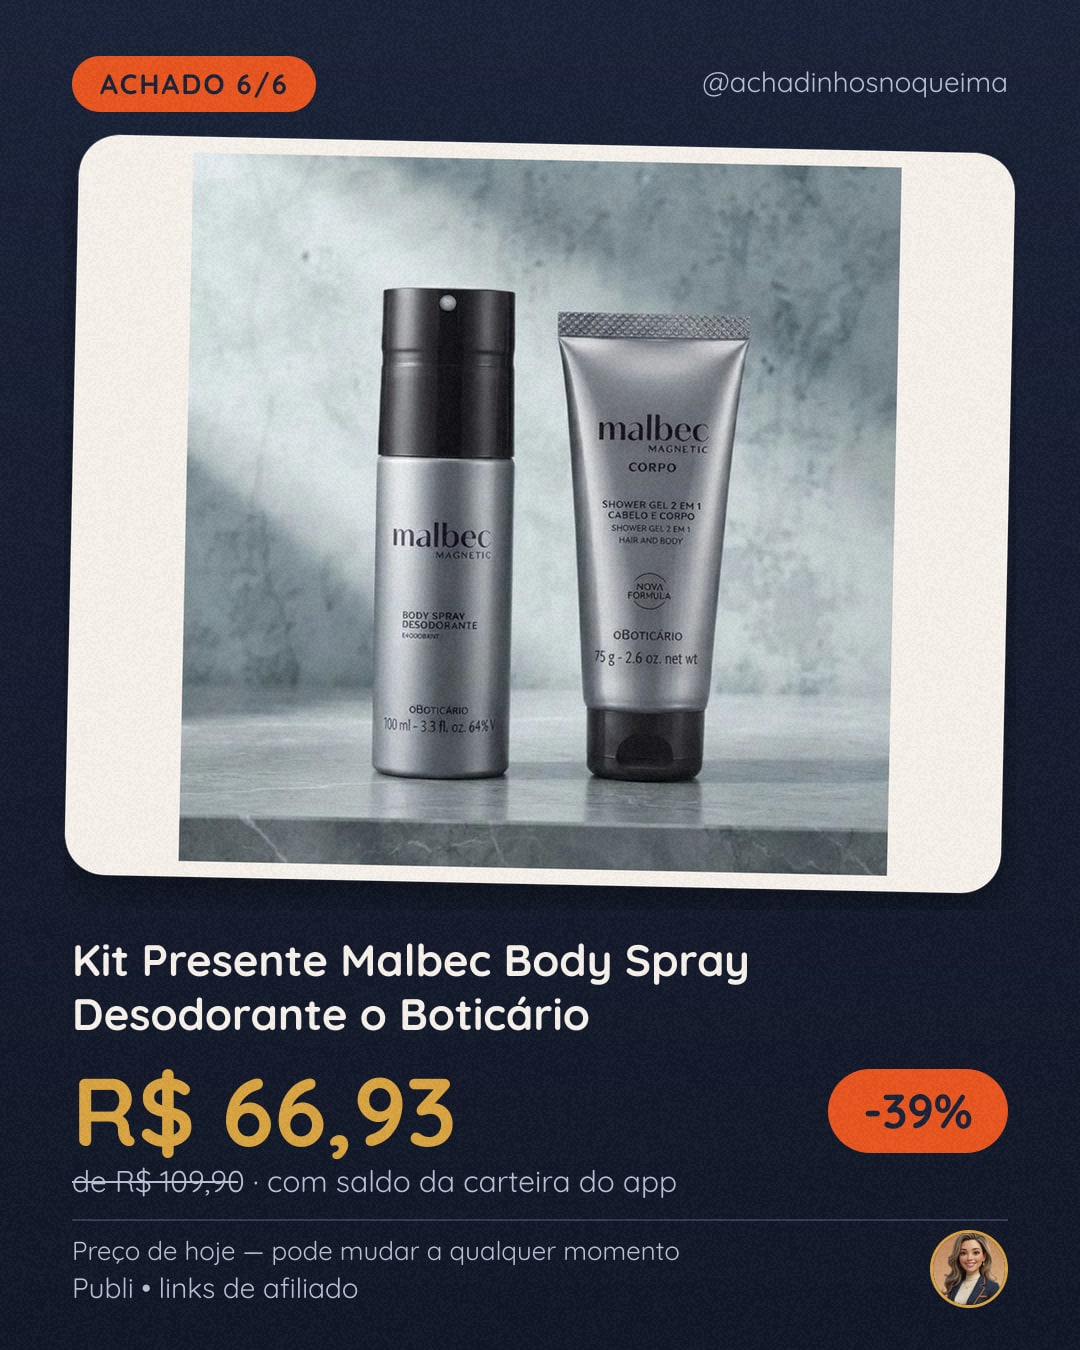 ACHADO 6/6
@achadinhosnoqueima
malbec
MAGNETIC
BODY SPRAY
DESODORANTE
oBOTICÁRIO
100 ml - 3.3 fl. oz. 64% V
malbec
MAGNETIC
CORPO
SHOWER GEL 2 EM 1
CABELO E CORPO
SHOWER GEL 2 EM 1
HAIR AND BODY
NOVA
FÓRMULA
oBOTICÁRIO
75 g - 2.6 oz. net wt
Kit Presente Malbec Body Spray
Desodorante o Boticário
R$ 66,93
-39%
de R$ 109,90 · com saldo da carteira do app
Preço de hoje — pode mudar a qualquer momento
Publi • links de afiliado